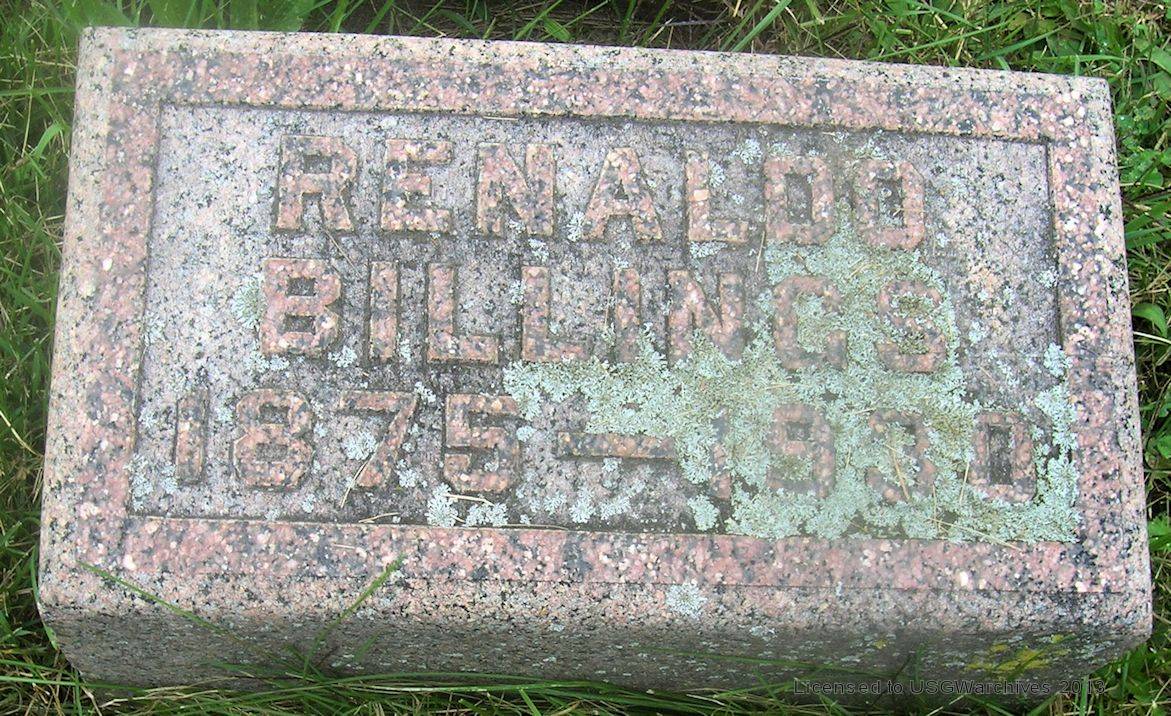 RENALDO
BILLINGS
1875 — 1930
Licensed to USGWarchives 2013